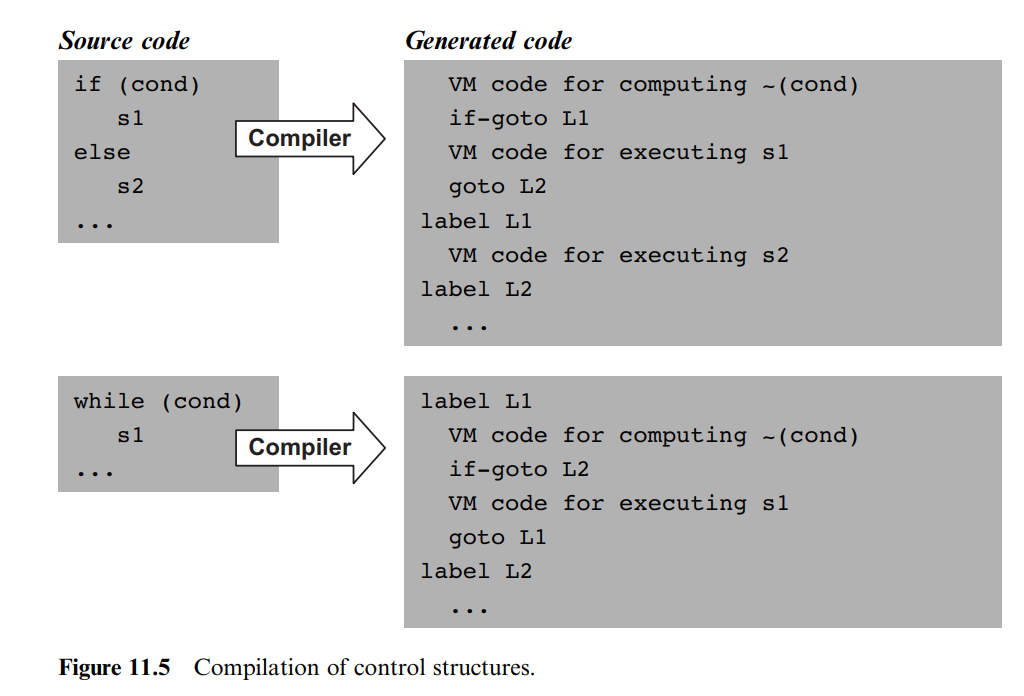 Source code
Generated code
if (cond)
s1
else
s2
...
Compiler
VM code for computing ~(cond)
if-goto L1
VM code for executing s1
goto L2
label L1
VM code for executing s2
label L2
...
while (cond)
s1
...
Compiler
label L1
VM code for computing ~(cond)
if-goto L2
VM code for executing s1
goto L1
label L2
...
Figure 11.5 Compilation of control structures.